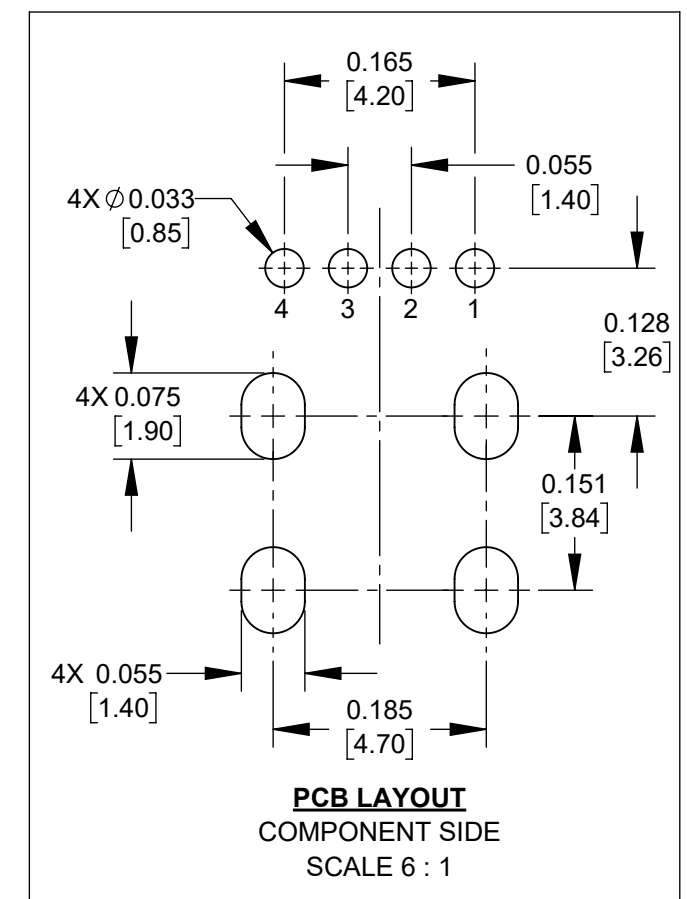 0.165
[4.20]
0.055
[1.40]
4X ∅ 0.033
[0.85]
4 3 2 1
0.128
[3.26]
4X 0.075
[1.90]
0.151
[3.84]
4X 0.055
[1.40]
0.185
[4.70]
PCB LAYOUT
COMPONENT SIDE
SCALE 6 : 1